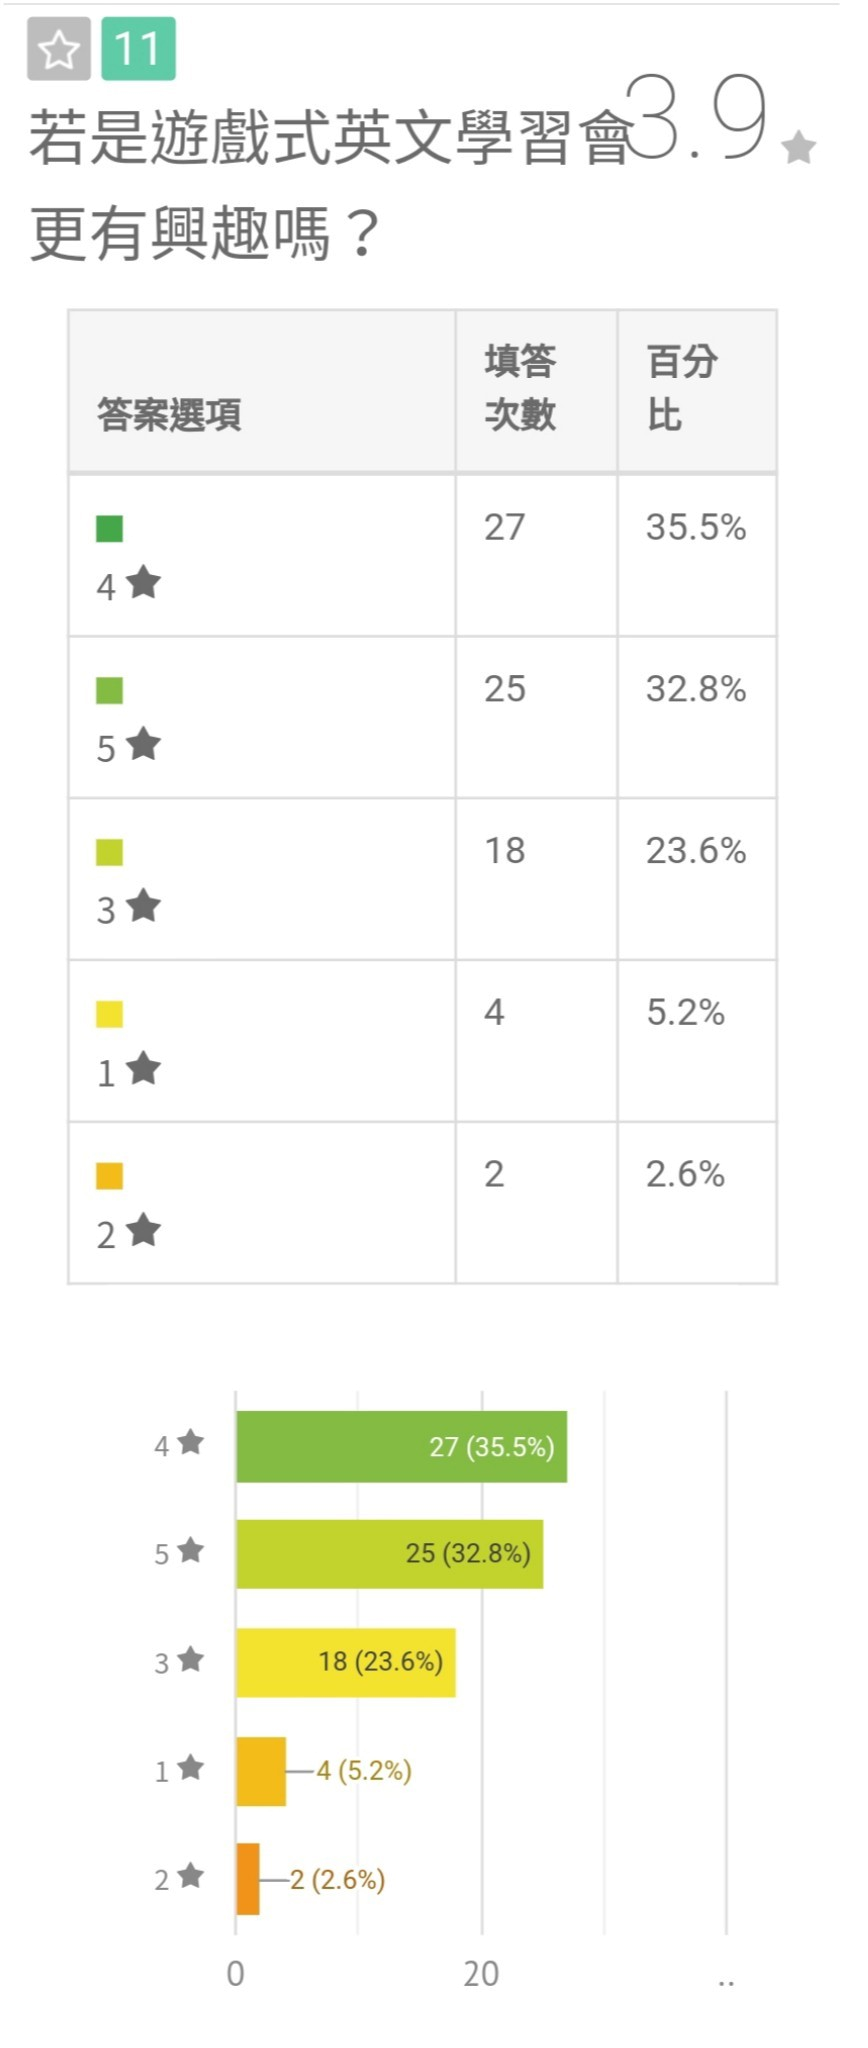 11
若是遊戲式英文學習會
3.9
更有興趣嗎？
答案選項 填答次數 百分比
4 ★ 27 35.5%
5 ★ 25 32.8%
3 ★ 18 23.6%
1 ★ 4 5.2%
2 ★ 2 2.6%
4 ★ 27 (35.5%)
5 ★ 25 (32.8%)
3 ★ 18 (23.6%)
1 ★ 4 (5.2%)
2 ★ 2 (2.6%)
0 20 ..